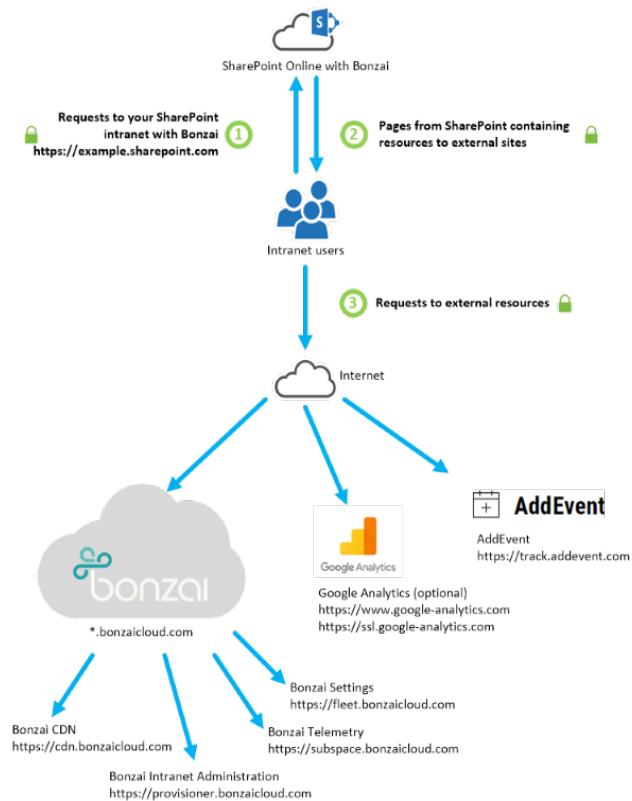 S
SharePoint Online with Bonzai
Requests to your SharePoint
intranet with Bonzai
https://example.sharepoint.com
1
2
Pages from SharePoint containing
resources to external sites
Intranet users
3
Requests to external resources
Internet
bonzai
*.bonzaicloud.com
Google Analytics
Google Analytics (optional)
https://www.google-analytics.com
https://ssl.google-analytics.com
AddEvent
AddEvent
https://track.addevent.com
Bonzai Settings
https://fleet.bonzaicloud.com
Bonzai CDN
https://cdn.bonzaicloud.com
Bonzai Telemetry
https://subspace.bonzaicloud.com
Bonzai Intranet Administration
https://provisioner.bonzaicloud.com